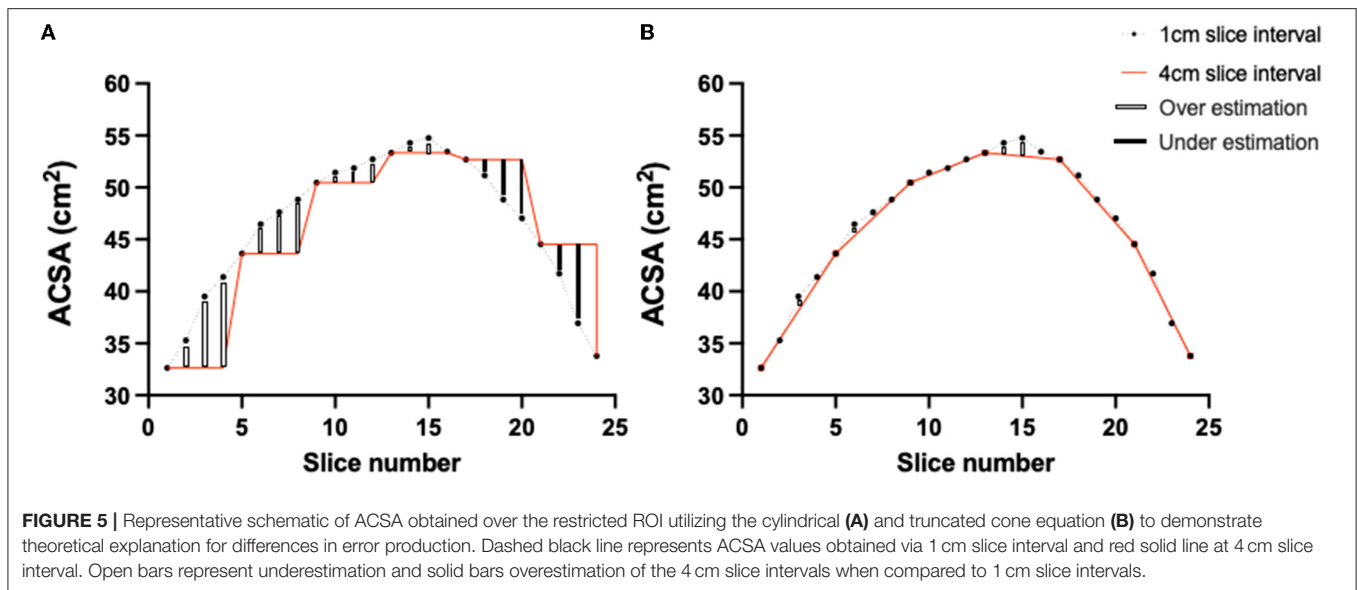 A
B
1cm slice interval
4cm slice interval
Over estimation
Under estimation
60
55
50
45
40
35
30
ACSA (cm²)
0 5 10 15 20 25
Slice number
60
55
50
45
40
35
30
ACSA (cm²)
0 5 10 15 20 25
Slice number
FIGURE 5 | Representative schematic of ACSA obtained over the restricted ROI utilizing the cylindrical (A) and truncated cone equation (B) to demonstrate
theoretical explanation for differences in error production. Dashed black line represents ACSA values obtained via 1 cm slice interval and red solid line at 4 cm slice
interval. Open bars represent underestimation and solid bars overestimation of the 4 cm slice intervals when compared to 1 cm slice intervals.